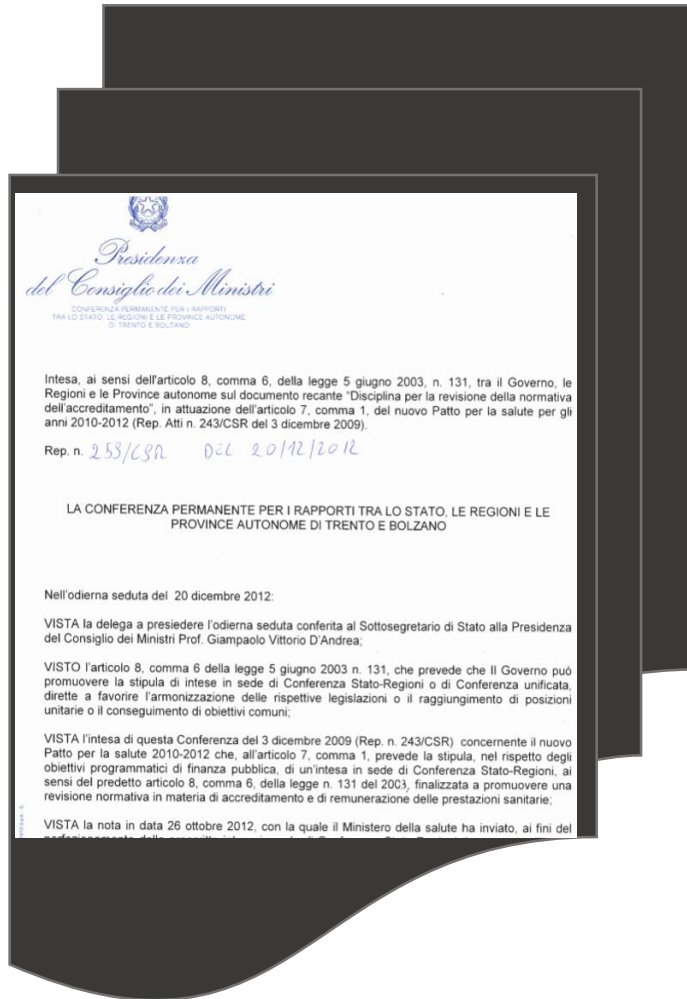 Presidenza
del Consiglio dei Ministri
CONFERENZA PERMANENTE PER I RAPPORTI
TRA LO STATO, LE REGIONI E LE PROVINCE AUTONOME
DI TRENTO E BOLZANO
Intesa, ai sensi dell'articolo 8, comma 6, della legge 5 giugno 2003, n. 131, tra il Governo, le
Regioni e le Province autonome sul documento recante “Disciplina per la revisione della normativa
dell'accreditamento”, in attuazione dell'articolo 7, comma 1, del nuovo Patto per la salute per gli
anni 2010-2012 (Rep. Atti n. 243/CSR del 3 dicembre 2009).
Rep. n. 259/CSR DEL 20/12/2012
LA CONFERENZA PERMANENTE PER I RAPPORTI TRA LO STATO, LE REGIONI E LE
PROVINCE AUTONOME DI TRENTO E BOLZANO
Nell'odierna seduta del 20 dicembre 2012:
VISTA la delega a presiedere l'odierna seduta conferita al Sottosegretario di Stato alla Presidenza
del Consiglio dei Ministri Prof. Giampaolo Vittorio D'Andrea;
VISTO l'articolo 8, comma 6 della legge 5 giugno 2003 n. 131, che prevede che Il Governo può
promuovere la stipula di intese in sede di Conferenza Stato-Regioni o di Conferenza unificata,
dirette a favorire l'armonizzazione delle rispettive legislazioni o il raggiungimento di posizioni
unitarie o il conseguimento di obiettivi comuni;
VISTA l'intesa di questa Conferenza del 3 dicembre 2009 (Rep. n. 243/CSR) concernente il nuovo
Patto per la salute 2010-2012 che, all'articolo 7, comma 1, prevede la stipula, nel rispetto degli
obiettivi programmatici di finanza pubblica, di un'intesa in sede di Conferenza Stato-Regioni, ai
sensi del predetto articolo 8, comma 6, della legge n. 131 del 2003, finalizzata a promuovere una
revisione normativa in materia di accreditamento e di remunerazione delle prestazioni sanitarie;
VISTA la nota in data 26 ottobre 2012, con la quale il Ministero della salute ha inviato, ai fini del